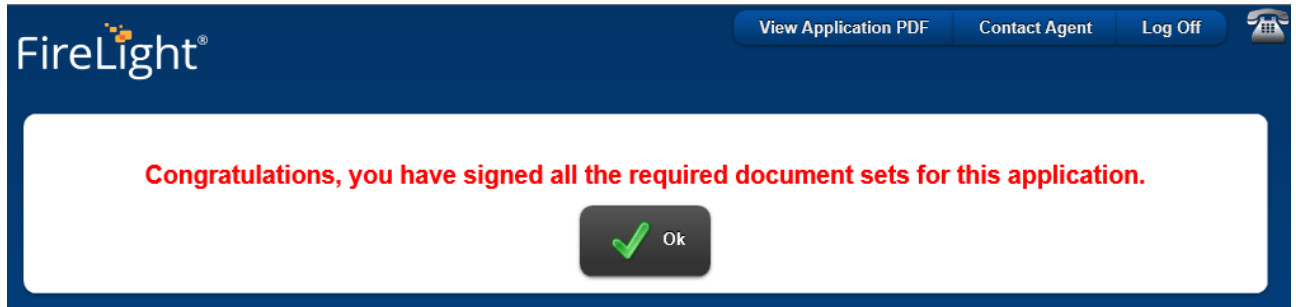 FireLight®
View Application PDF
Contact Agent
Log Off
Congratulations, you have signed all the required document sets for this application.
Ok